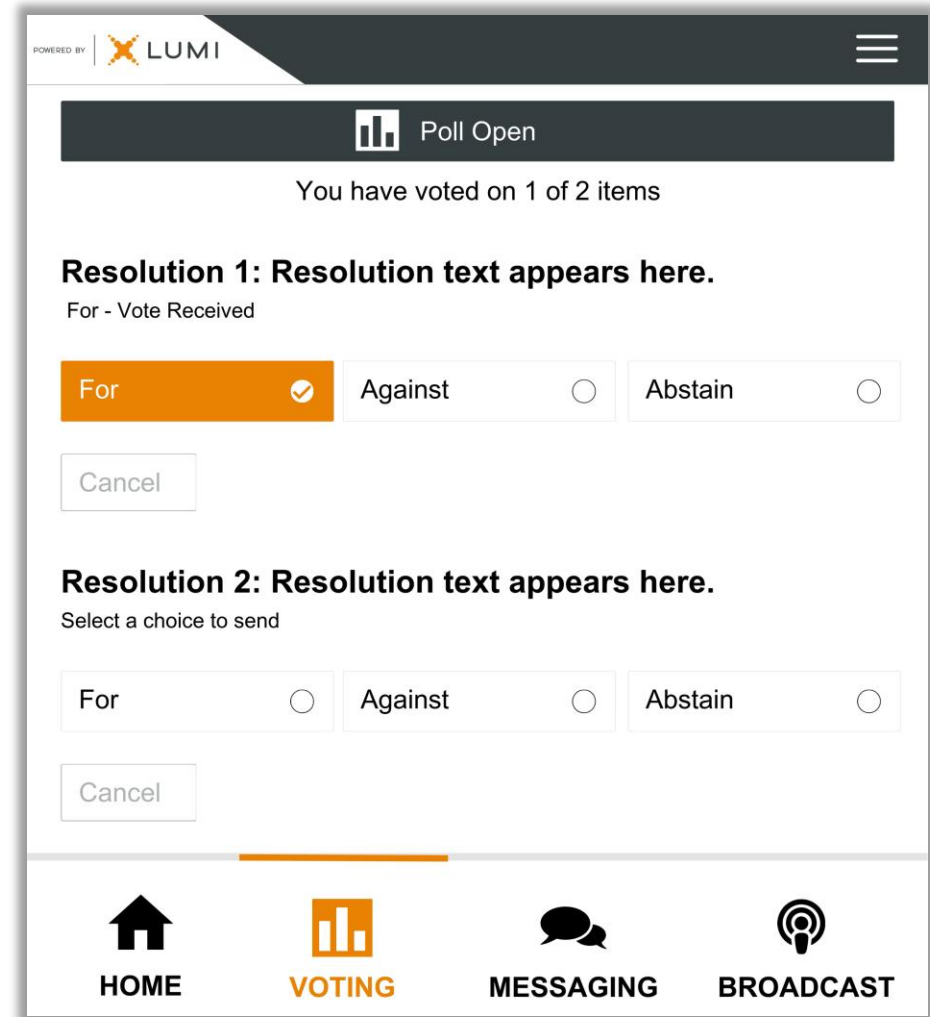 POWERED BY LUMI
Poll Open
You have voted on 1 of 2 items
Resolution 1: Resolution text appears here.
For - Vote Received
For Against Abstain
Cancel
Resolution 2: Resolution text appears here.
Select a choice to send
For Against Abstain
Cancel
HOME VOTING MESSAGING BROADCAST